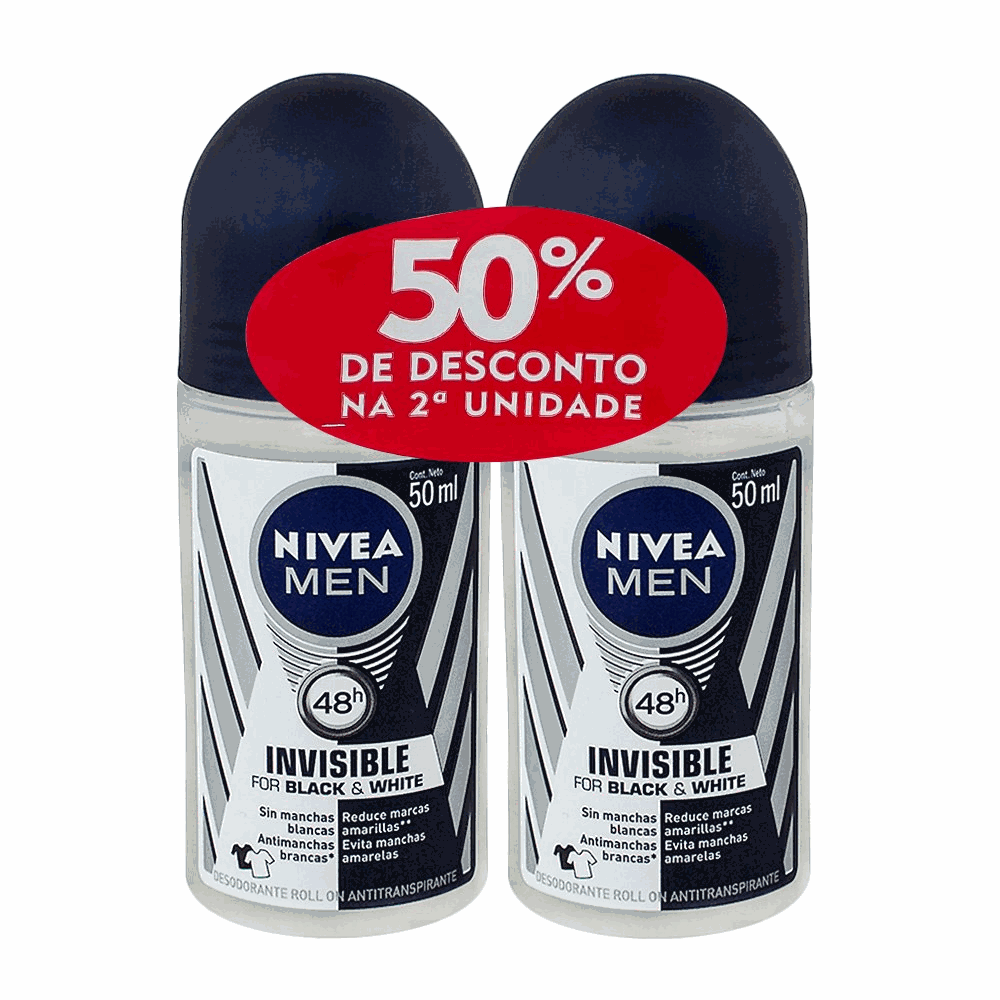 50%
DE DESCONTO
NA 2ª UNIDADE
Cont. Neto
50 ml
NIVEA
MEN
48h
INVISIBLE
FOR BLACK & WHITE
Sin manchas
blancas
Antimanchas
brancas*
Reduce marcas
amarillas**
Evita manchas
amarelas
DESODORANTE ROLL ON ANTITRANSPIRANTE
Cont. Neto
50 ml
NIVEA
MEN
48h
INVISIBLE
FOR BLACK & WHITE
Sin manchas
blancas
Antimanchas
brancas*
Reduce marcas
amarillas**
Evita manchas
amarelas
DESODORANTE ROLL ON ANTITRANSPIRANTE